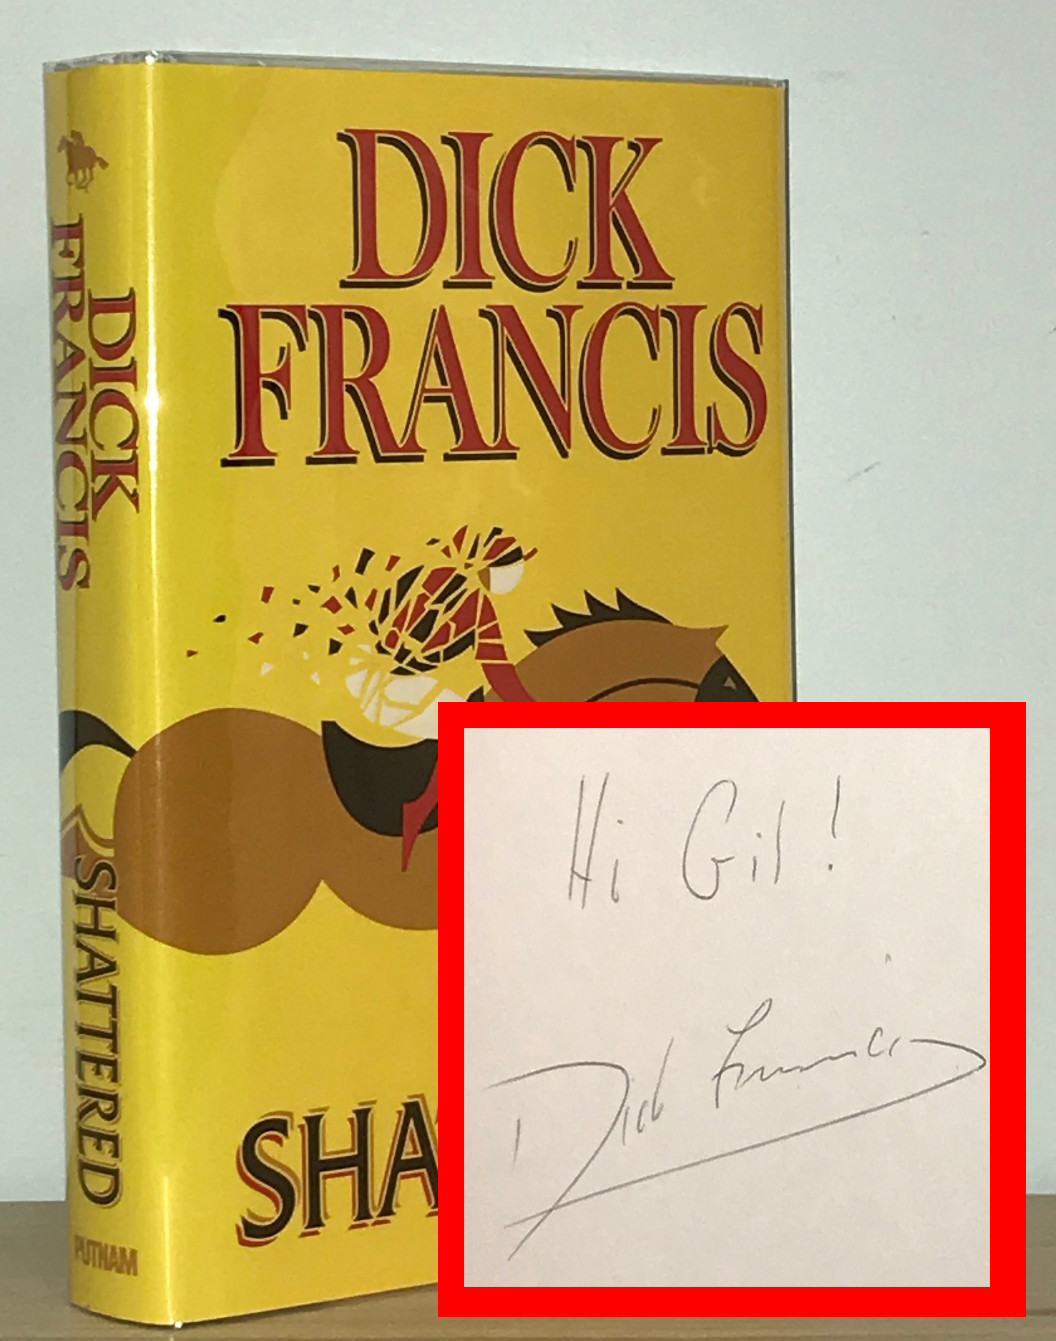 DICK
FRANCIS
SHATTERED
PUTNAM
DICK
FRANCIS
SHA
Hi Gil!
Dick Francis